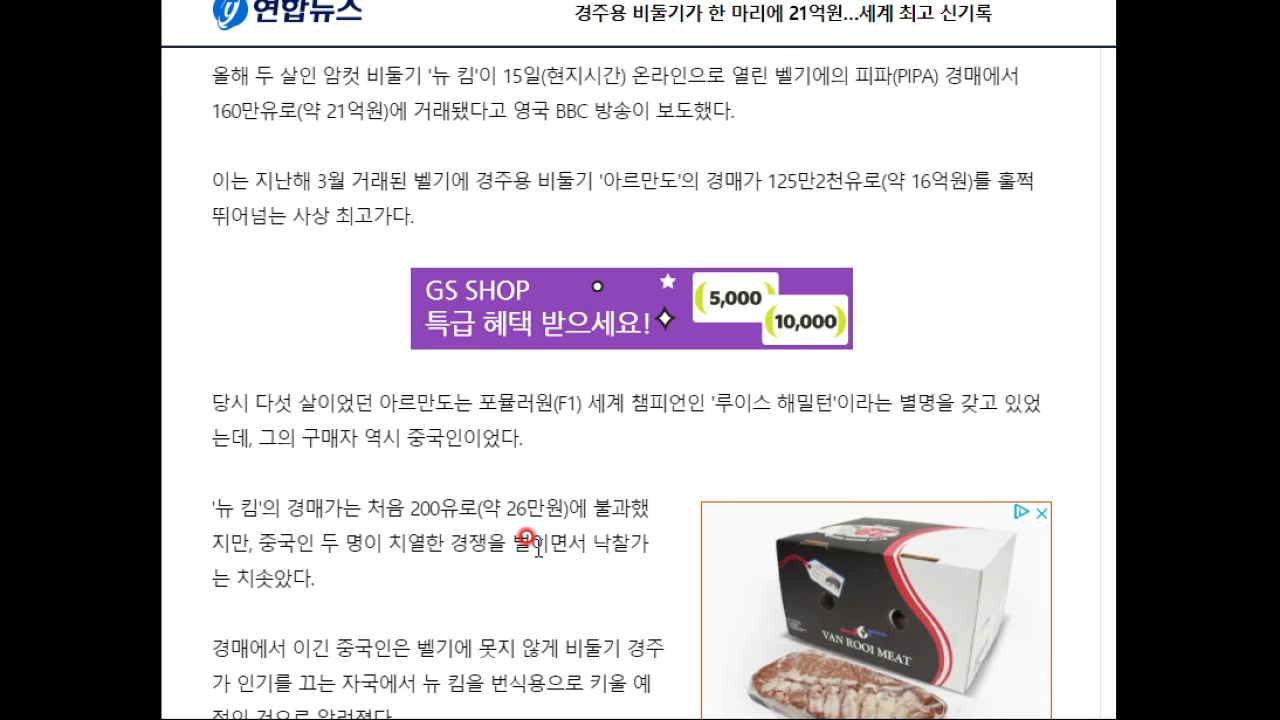 연합뉴스
경주용 비둘기가 한 마리에 21억원...세계 최고 신기록
올해 두 살인 암컷 비둘기 '뉴 킴'이 15일(현지시간) 온라인으로 열린 벨기에의 피파(PIPA) 경매에서
160만유로(약 21억원)에 거래됐다고 영국 BBC 방송이 보도했다.
이는 지난해 3월 거래된 벨기에 경주용 비둘기 '아르만도'의 경매가 125만2천유로(약 16억원)를 훌쩍
뛰어넘는 사상 최고가다.
GS SHOP
특급 혜택 받으세요!
5,000
10,000
당시 다섯 살이었던 아르만도는 포뮬러원(F1) 세계 챔피언인 '루이스 해밀턴'이라는 별명을 갖고 있었
는데, 그의 구매자 역시 중국인이었다.
'뉴 킴'의 경매가는 처음 200유로(약 26만원)에 불과했
지만, 중국인 두 명이 치열한 경쟁을 벌이면서 낙찰가
는 치솟았다.
경매에서 이긴 중국인은 벨기에 못지 않게 비둘기 경주
가 인기를 끄는 자국에서 뉴 킴을 번식용으로 키울 예
정인 것으로 알려졌다
VAN ROOI MEAT